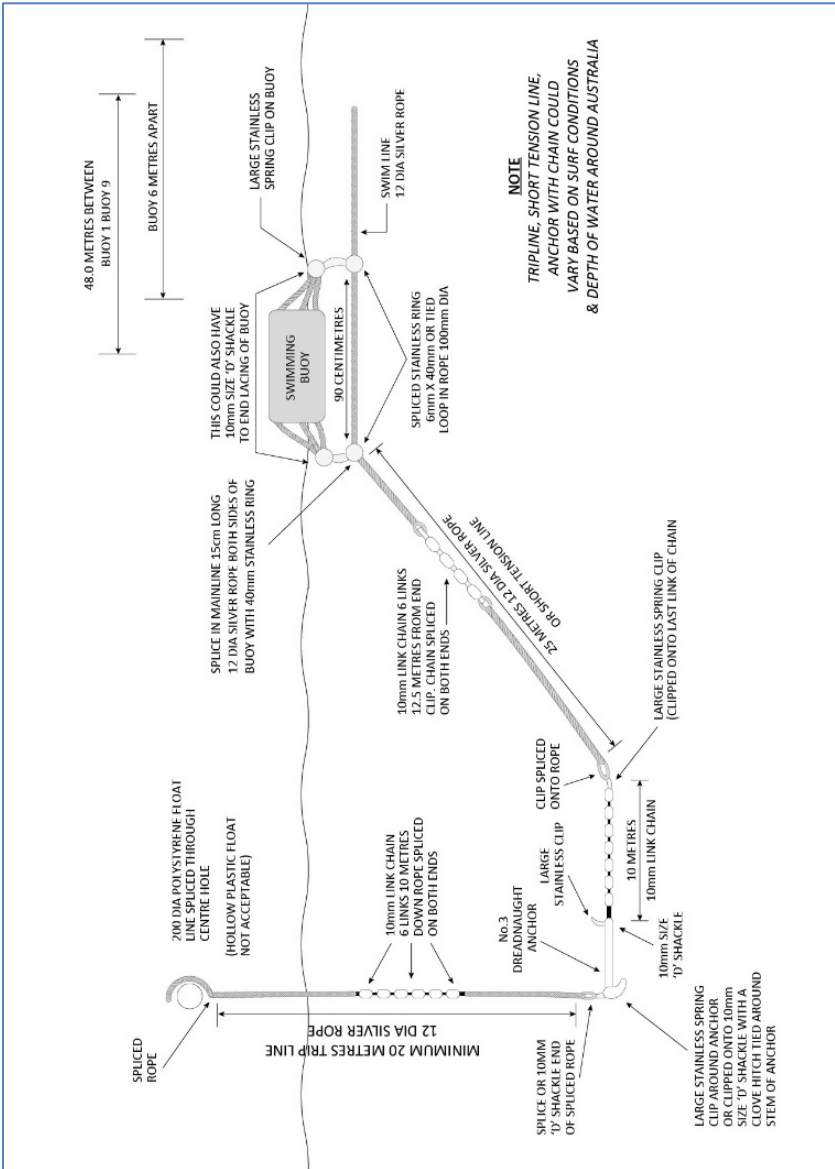 SPLICED
ROPE
200 DIA POLYSTYRENE FLOAT
LINE SPLICED THROUGH
CENTRE HOLE
(HOLLOW PLASTIC FLOAT
NOT ACCEPTABLE)
MINIMUM 20 METRES TRIP LINE
12 DIA SILVER ROPE
10mm LINK CHAIN
6 LINKS 10 METRES
DOWN ROPE SPLICED
ON BOTH ENDS
SPLICE OR 10MM
'D' SHACKLE END
OF SPLICED ROPE
No.3
DREADNAUGHT
ANCHOR
LARGE
STAINLESS CLIP
LARGE STAINLESS SPRING
CLIP AROUND ANCHOR
OR CLIPPED ONTO 10mm
SIZE 'D' SHACKLE WITH A
CLOVE HITCH TIED AROUND
STEM OF ANCHOR
10mm SIZE
'D' SHACKLE
10 METRES
10mm LINK CHAIN
CLIP SPLICED
ONTO ROPE
LARGE STAINLESS SPRING CLIP
(CLIPPED ONTO LAST LINK OF CHAIN
25 METRES 12 DIA SILVER ROPE
OR SHORT TENSION LINE
10mm LINK CHAIN 6 LINKS
12.5 METRES FROM END
CLIP. CHAIN SPLICED
ON BOTH ENDS
SPLICE IN MAINLINE 15cm LONG
12 DIA SILVER ROPE BOTH SIDES OF
BUOY WITH 40mm STAINLESS RING
THIS COULD ALSO HAVE
10mm SIZE 'D' SHACKLE
TO END LACING OF BUOY
SWIMMING
BUOY
90 CENTIMETRES
SPLICED STAINLESS RING
6mm X 40mm OR TIED
LOOP IN ROPE 100mm DIA
LARGE STAINLESS
SPRING CLIP ON BUOY
SWIM LINE
12 DIA SILVER ROPE
48.0 METRES BETWEEN
BUOY 1 BUOY 9
BUOY 6 METRES APART
NOTE
TRIPLINE, SHORT TENSION LINE,
ANCHOR WITH CHAIN COULD
VARY BASED ON SURF CONDITIONS
& DEPTH OF WATER AROUND AUSTRALIA